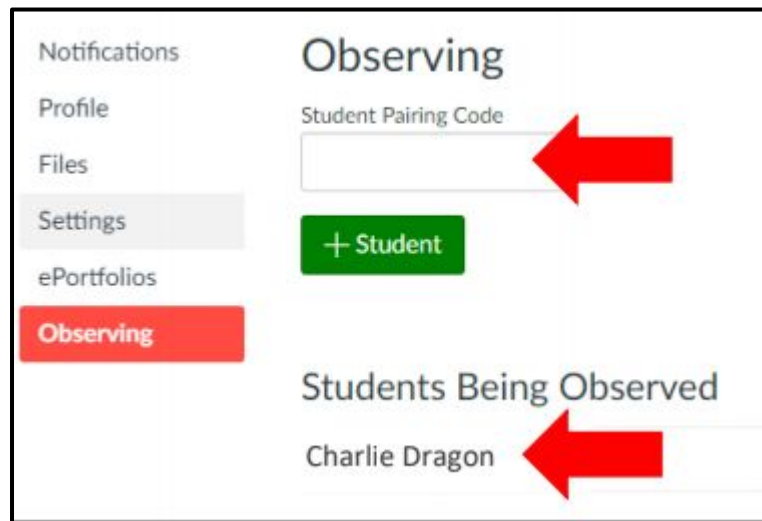 Notifications
Profile
Files
Settings
ePortfolios
Observing
Observing
Student Pairing Code
+ Student
Students Being Observed
Charlie Dragon